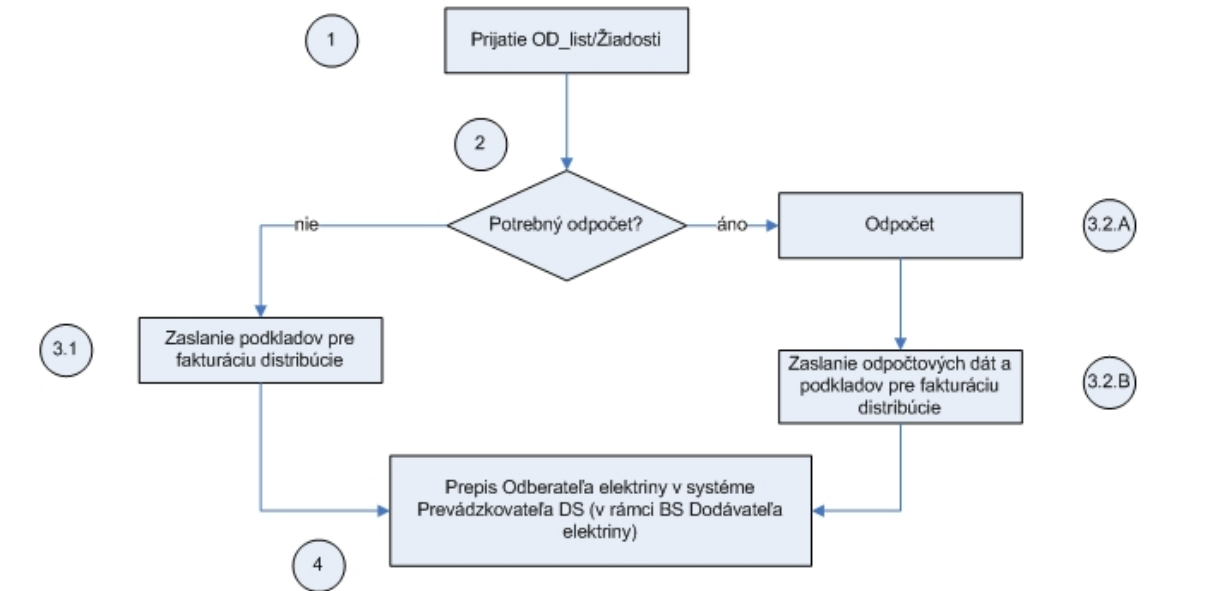 1
Prijatie OD_list/Žiadosti
2
Potrebný odpočet?
nie
áno
Odpočet
3.2.A
3.1
Zaslanie podkladov pre
fakturáciu distribúcie
Zaslanie odpočtových dát a
podkladov pre fakturáciu
distribúcie
3.2.B
Prepis Odberateľa elektriny v systéme
Prevádzkovateľa DS (v rámci BS Dodávateľa
elektriny)
4